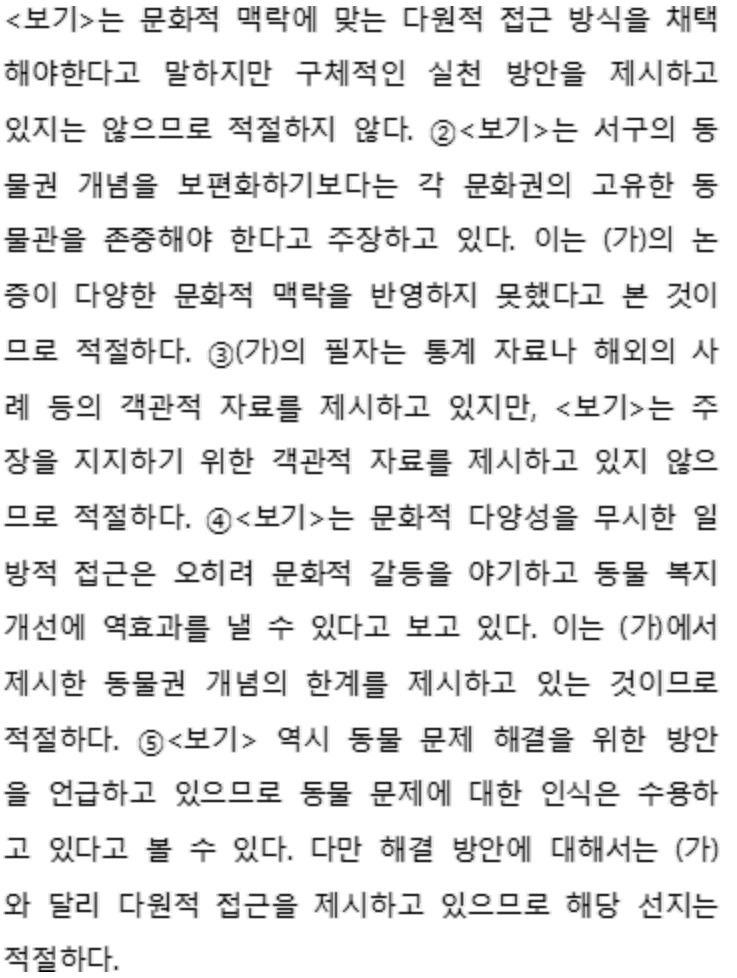 <보기>는 문화적 맥락에 맞는 다원적 접근 방식을 채택
해야한다고 말하지만 구체적인 실천 방안을 제시하고
있지는 않으므로 적절하지 않다. ②<보기>는 서구의 동
물권 개념을 보편화하기보다는 각 문화권의 고유한 동
물관을 존중해야 한다고 주장하고 있다. 이는 (가)의 논
증이 다양한 문화적 맥락을 반영하지 못했다고 본 것이
므로 적절하다. ③(가)의 필자는 통계 자료나 해외의 사
례 등의 객관적 자료를 제시하고 있지만, <보기>는 주
장을 지지하기 위한 객관적 자료를 제시하고 있지 않으
므로 적절하다. ④<보기>는 문화적 다양성을 무시한 일
방적 접근은 오히려 문화적 갈등을 야기하고 동물 복지
개선에 역효과를 낼 수 있다고 보고 있다. 이는 (가)에서
제시한 동물권 개념의 한계를 제시하고 있는 것이므로
적절하다. ⑤<보기> 역시 동물 문제 해결을 위한 방안
을 언급하고 있으므로 동물 문제에 대한 인식은 수용하
고 있다고 볼 수 있다. 다만 해결 방안에 대해서는 (가)
와 달리 다원적 접근을 제시하고 있으므로 해당 선지는
적절하다.